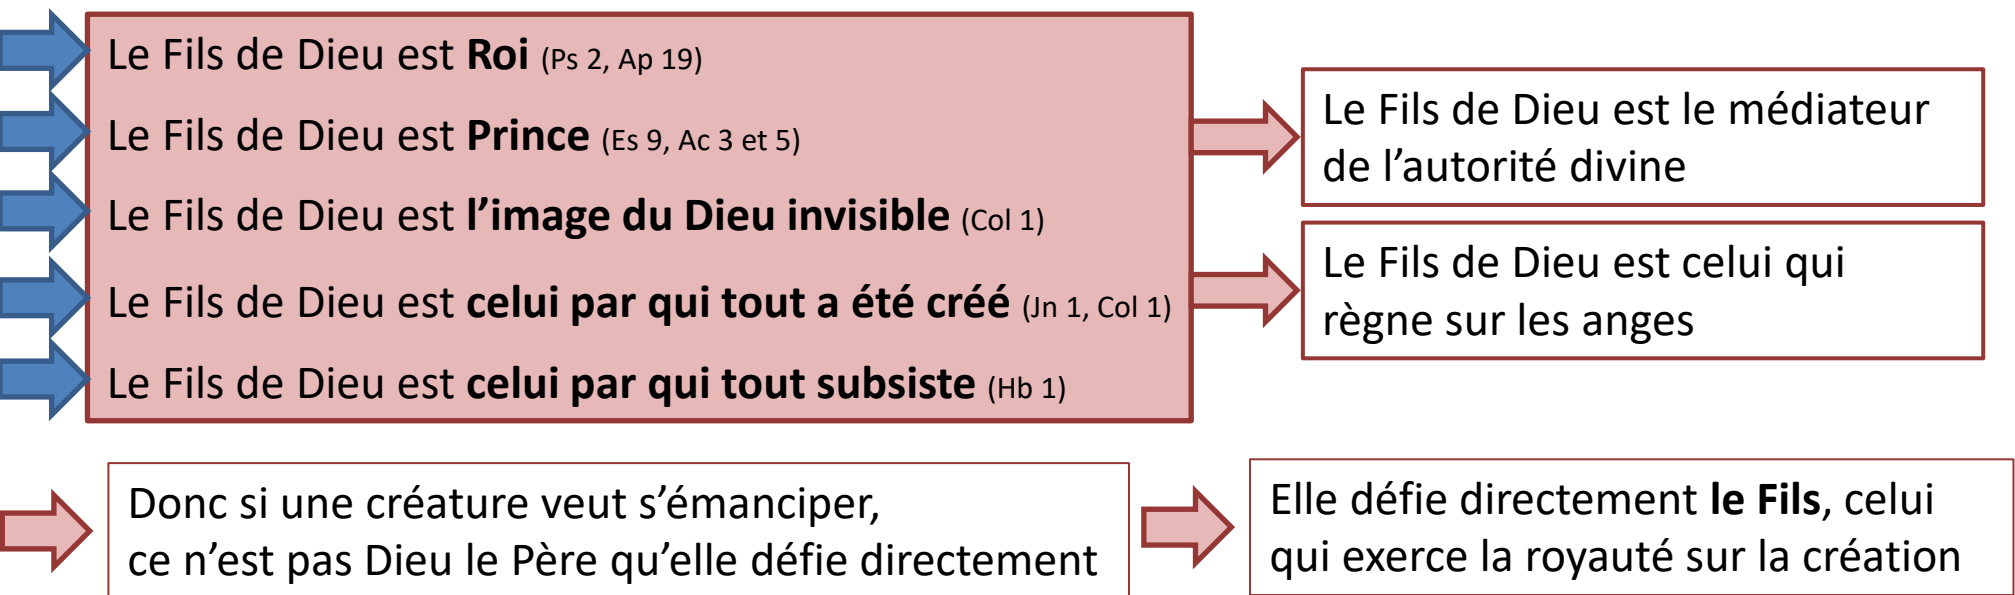 Le Fils de Dieu est Roi (Ps 2, Ap 19)
Le Fils de Dieu est Prince (Es 9, Ac 3 et 5)
Le Fils de Dieu est l’image du Dieu invisible (Col 1)
Le Fils de Dieu est celui par qui tout a été créé (Jn 1, Col 1)
Le Fils de Dieu est celui par qui tout subsiste (Hb 1)
Le Fils de Dieu est le médiateur
de l’autorité divine
Le Fils de Dieu est celui qui
règne sur les anges
Donc si une créature veut s’émanciper,
ce n’est pas Dieu le Père qu’elle défie directement
Elle défie directement le Fils, celui
qui exerce la royauté sur la création